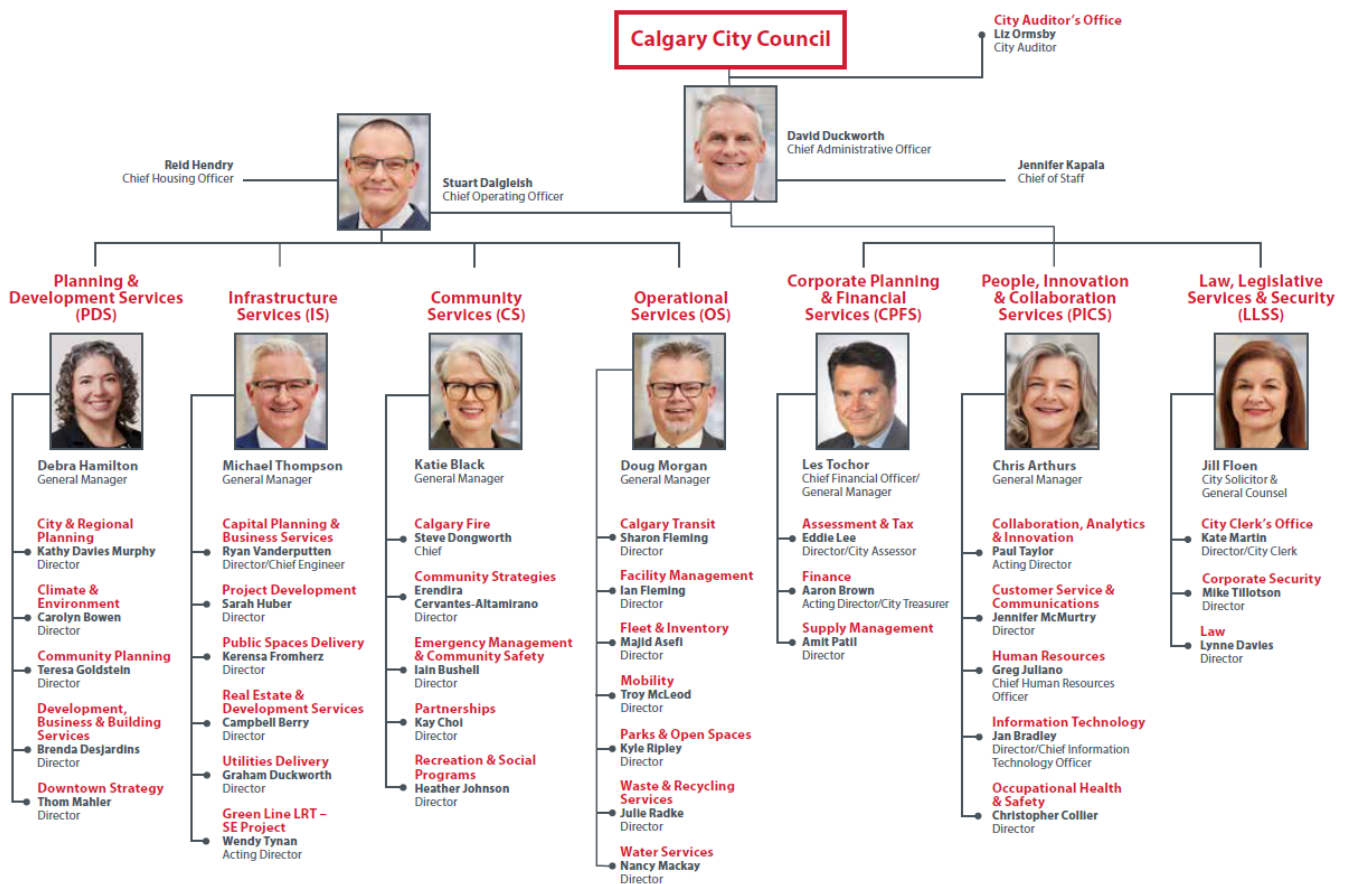 Calgary City Council
City Auditor's Office
Liz Ormsby
City Auditor
David Duckworth
Chief Administrative Officer
Reid Hendry
Chief Housing Officer
Jennifer Kapala
Chief of Staff
Stuart Dalgleish
Chief Operating Officer
Planning &
Development Services
(PDS)
Debra Hamilton
General Manager
City & Regional
Planning
Kathy Davies Murphy
Director
Climate &
Environment
Carolyn Bowen
Director
Community Planning
Teresa Goldstein
Director
Development,
Business & Building
Services
Brenda Desjardins
Director
Downtown Strategy
Thom Mahler
Director
Infrastructure
Services (IS)
Michael Thompson
General Manager
Capital Planning &
Business Services
Ryan Vanderputten
Director/Chief Engineer
Project Development
Sarah Huber
Director
Public Spaces Delivery
Kerensa Fromherz
Director
Real Estate &
Development Services
Campbell Berry
Director
Utilities Delivery
Graham Duckworth
Director
Green Line LRT –
SE Project
Wendy Tynan
Acting Director
Community
Services (CS)
Katie Black
General Manager
Calgary Fire
Steve Dongworth
Chief
Community Strategies
Erendira
Cervantes-Altamirano
Director
Emergency Management
& Community Safety
Iain Bushell
Director
Partnerships
Kay Choi
Director
Recreation & Social
Programs
Heather Johnson
Director
Operational
Services (OS)
Doug Morgan
General Manager
Calgary Transit
Sharon Fleming
Director
Facility Management
Ian Fleming
Director
Fleet & Inventory
Majid Asefi
Director
Mobility
Troy McLeod
Director
Parks & Open Spaces
Kyle Ripley
Director
Waste & Recycling
Services
Julie Radke
Director
Water Services
Nancy Mackay
Director
Corporate Planning
& Financial
Services (CPFS)
Les Tochor
Chief Financial Officer/
General Manager
Assessment & Tax
Eddie Lee
Director/City Assessor
Finance
Aaron Brown
Acting Director/City Treasurer
Supply Management
Amit Patil
Director
People, Innovation
& Collaboration
Services (PICS)
Chris Arthurs
General Manager
Collaboration, Analytics
& Innovation
Paul Taylor
Acting Director
Customer Service &
Communications
Jennifer McMurtry
Director
Human Resources
Greg Juliano
Chief Human Resources
Officer
Information Technology
Jan Bradley
Director/Chief Information
Technology Officer
Occupational Health
& Safety
Christopher Collier
Director
Law, Legislative
Services & Security
(LLSS)
Jill Floen
City Solicitor &
General Counsel
City Clerk's Office
Kate Martin
Director/City Clerk
Corporate Security
Mike Tillotson
Director
Law
Lynne Davies
Director